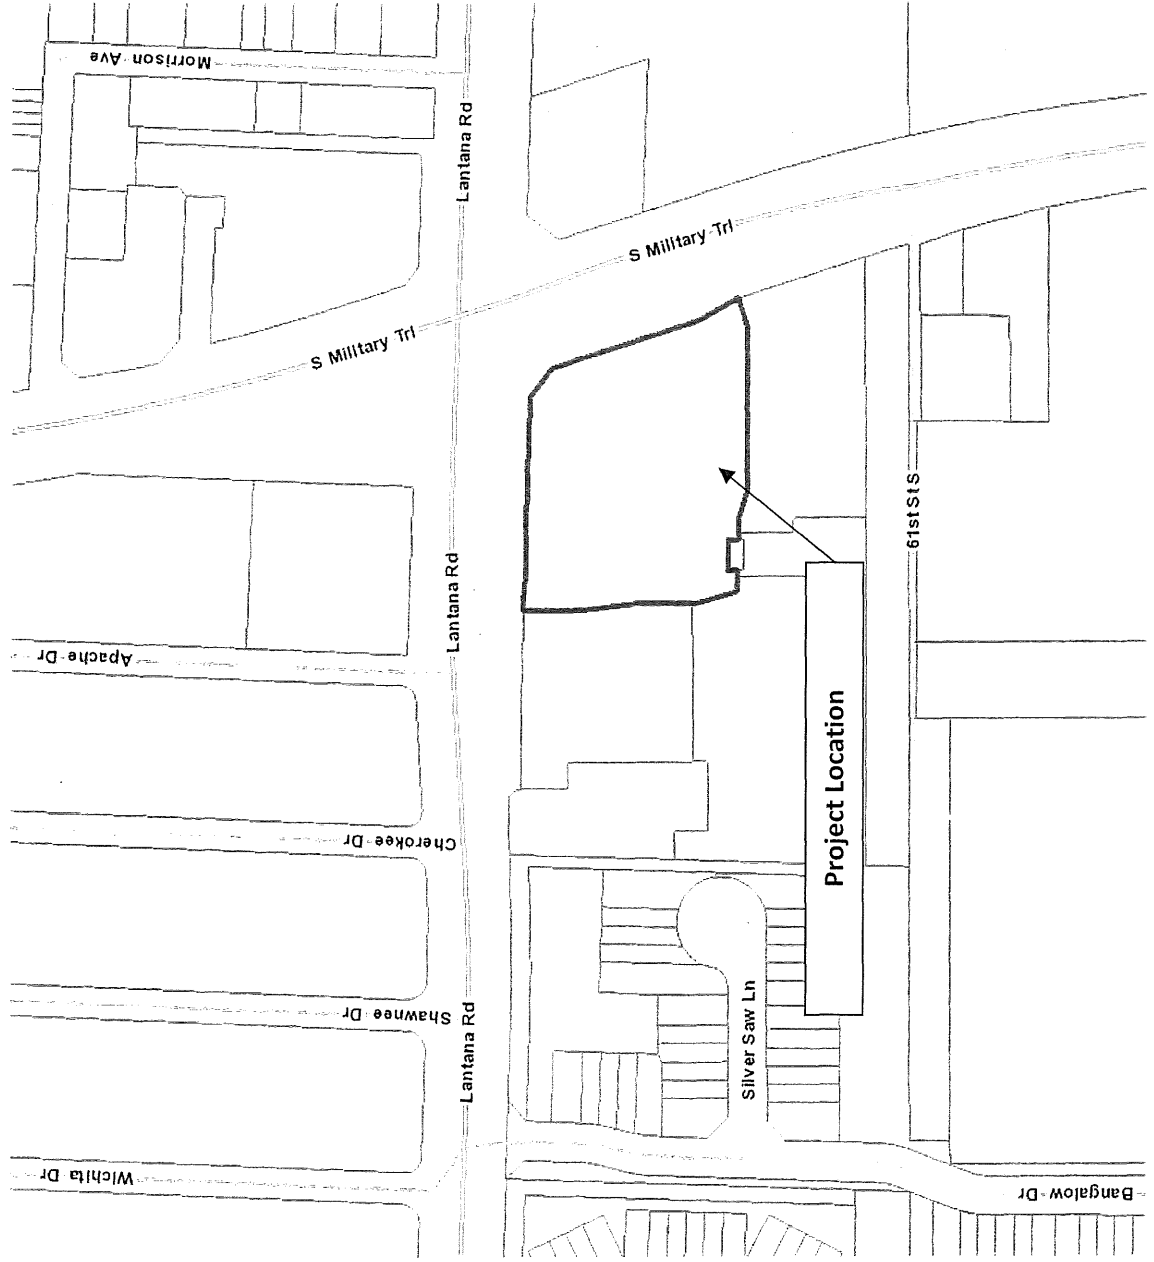 Morrison Ave
Lantana Rd
S Military Trl
S Military Trl
61st St S
Lantana Rd
Apache Dr
Project Location
Cherokee Dr
Silver Saw Ln
Shawnee Dr
Lantana Rd
Wichita Dr
Bangalow Dr